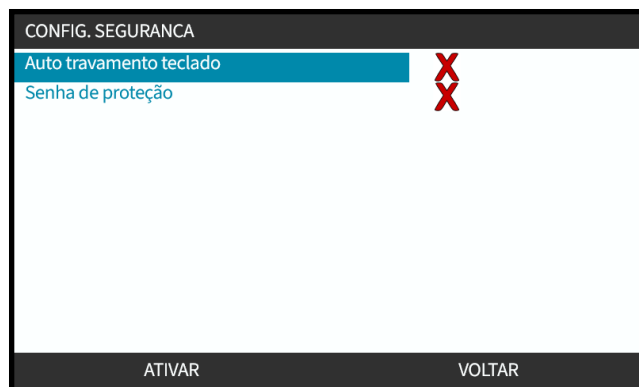 CONFIG. SEGURANCA
Auto travamento teclado
Senha de proteção
ATIVAR VOLTAR